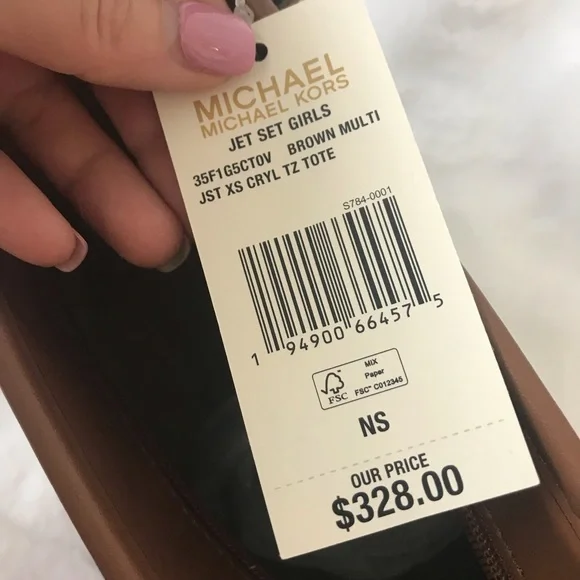 MICHAEL
MICHAEL KORS
JET SET GIRLS
35F1G5CT0V BROWN MULTI
JST XS CRYL TZ TOTE
S784-0001
1 94900 66457 5
FSC
MIX
Paper
FSC™ C012345
NS
OUR PRICE
$328.00